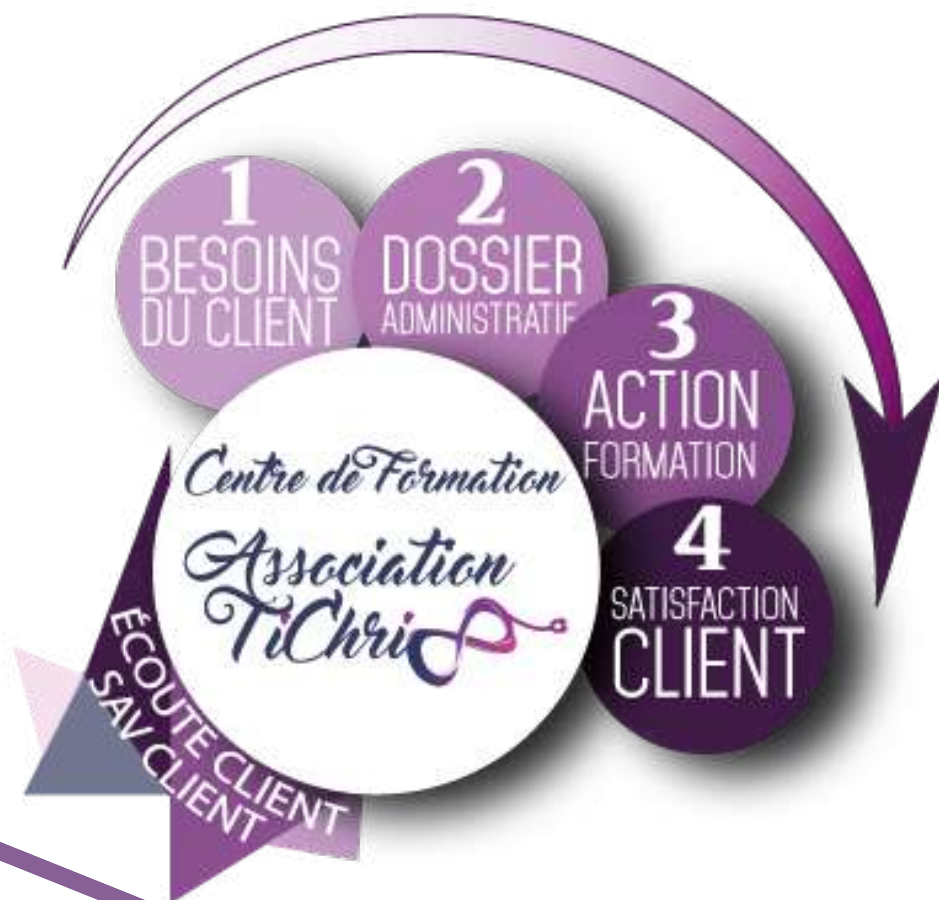 1
BESOINS
DU CLIENT
2
DOSSIER
ADMINISTRATIF
3
ACTION
FORMATION
4
SATISFACTION
CLIENT
Centre de Formation
Association
TiChri
ÉCOUTE CLIENT
SAV CLIENT